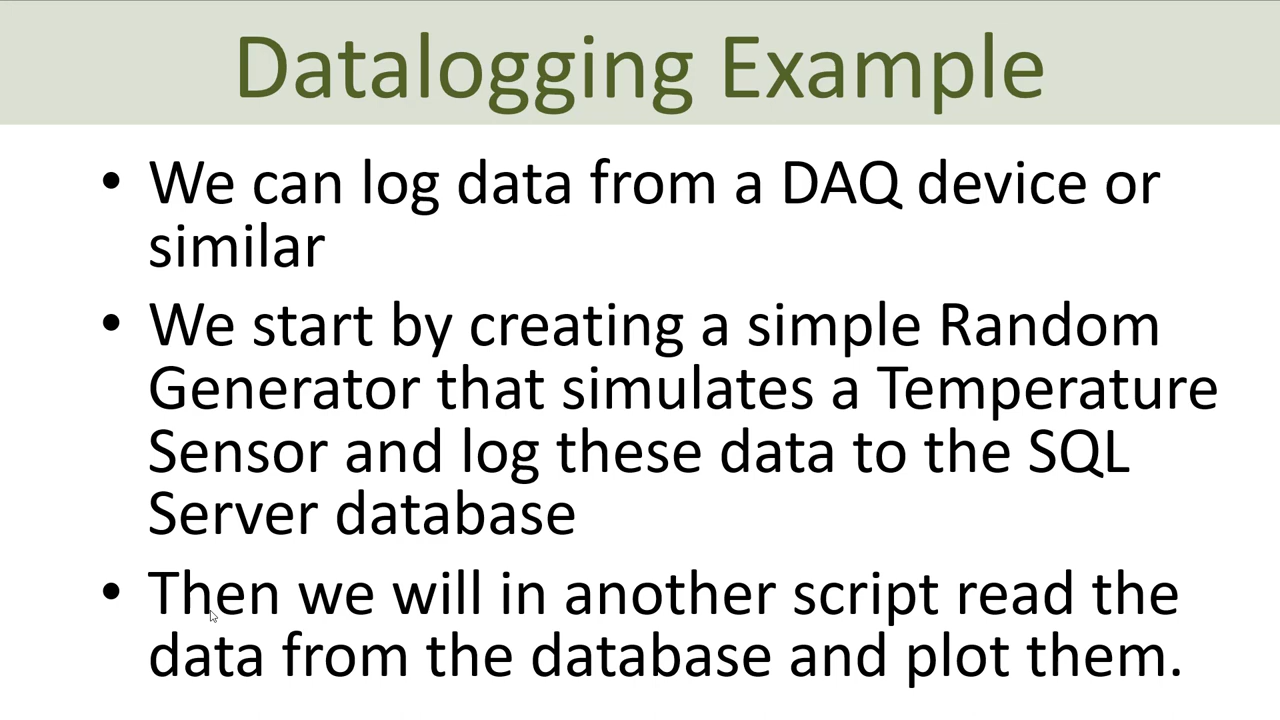 Datalogging Example
• We can log data from a DAQ device or
similar
• We start by creating a simple Random
Generator that simulates a Temperature
Sensor and log these data to the SQL
Server database
• Then we will in another script read the
data from the database and plot them.